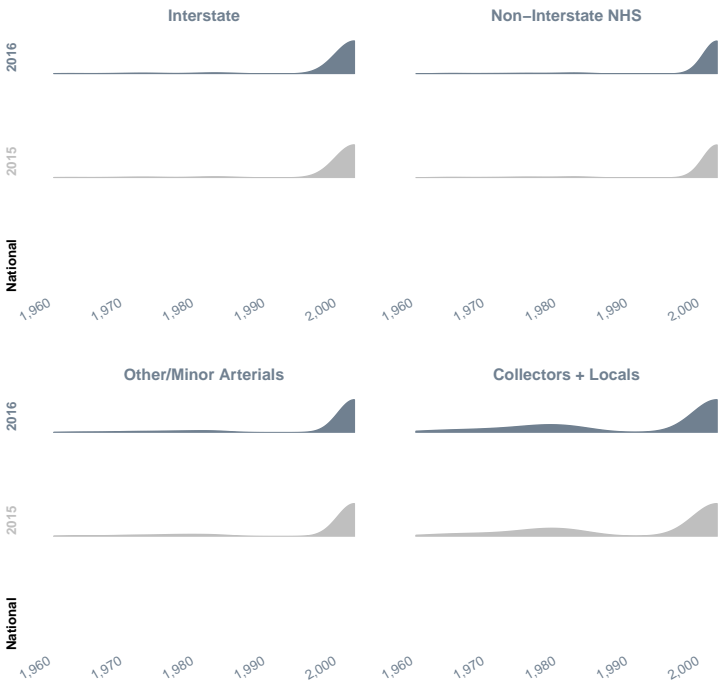 Interstate
Non−Interstate NHS
2016
2015
National
1,960 1,970 1,980 1,990 2,000
1,960 1,970 1,980 1,990 2,000
Other/Minor Arterials
Collectors + Locals
2016
2015
National
1,960 1,970 1,980 1,990 2,000
1,960 1,970 1,980 1,990 2,000